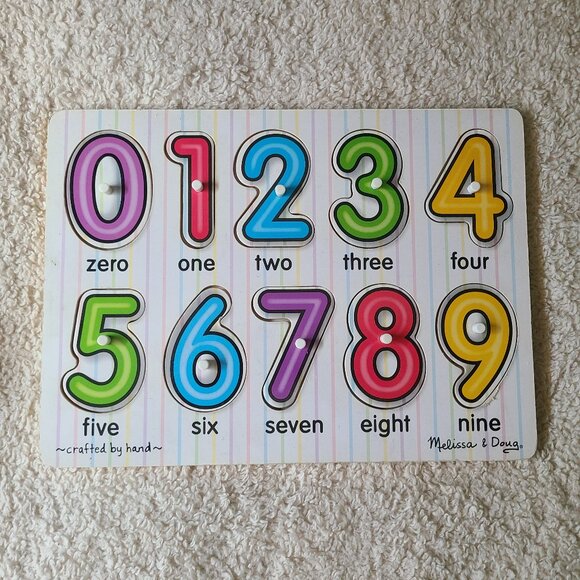 0 1 2 3 4
zero one two three four
5 6 7 8 9
five six seven eight nine
~crafted by hand~ Melissa & Doug®